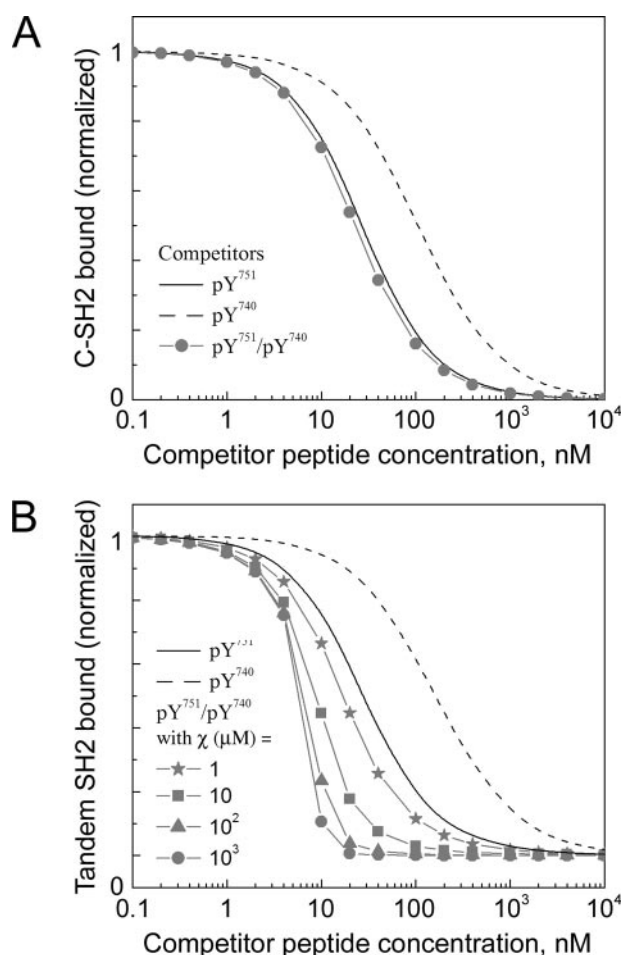 A
C-SH2 bound (normalized)
1
0
Competitors
pY751
pY740
pY751/pY740
0.1 1 10 100 10³ 10⁴
Competitor peptide concentration, nM
B
Tandem SH2 bound (normalized)
1
0
pY751
pY740
pY751/pY740
with χ (μM) =
1
10
10²
10³
0.1 1 10 100 10³ 10⁴
Competitor peptide concentration, nM